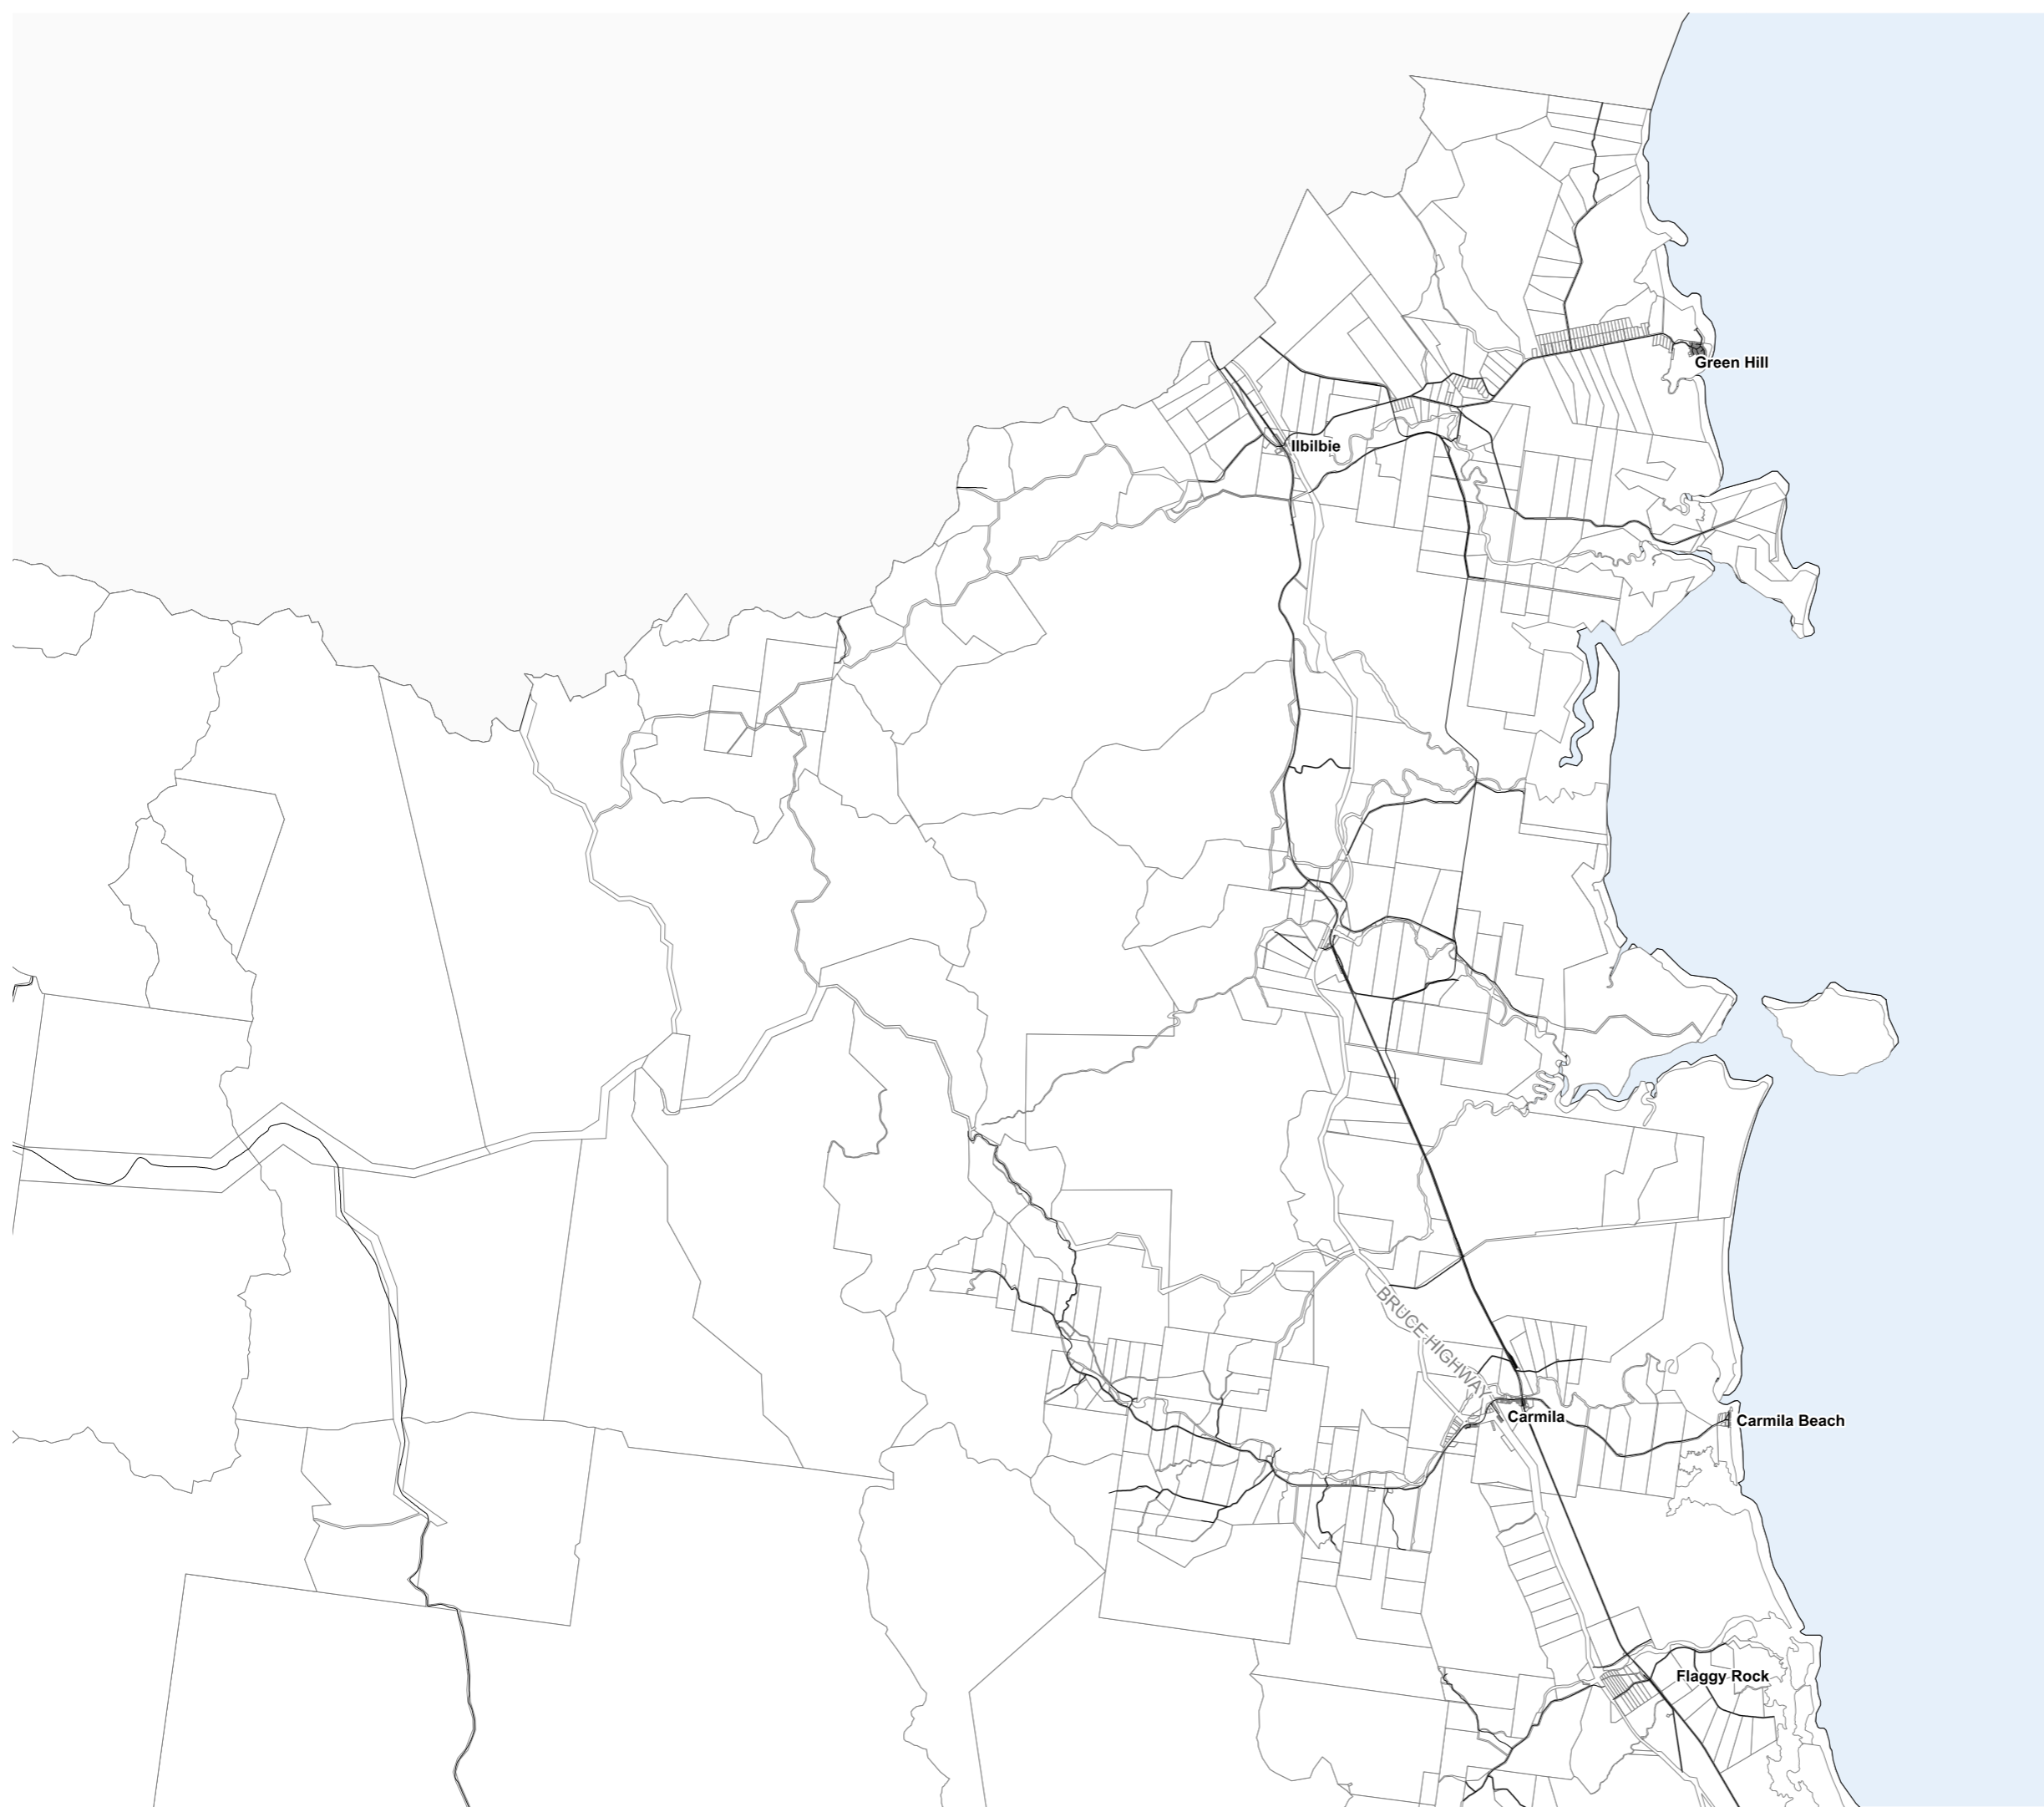 Green Hill
Ilbilbie
BRUCE HIGHWAY
Carmila
Carmila Beach
Flaggy Rock